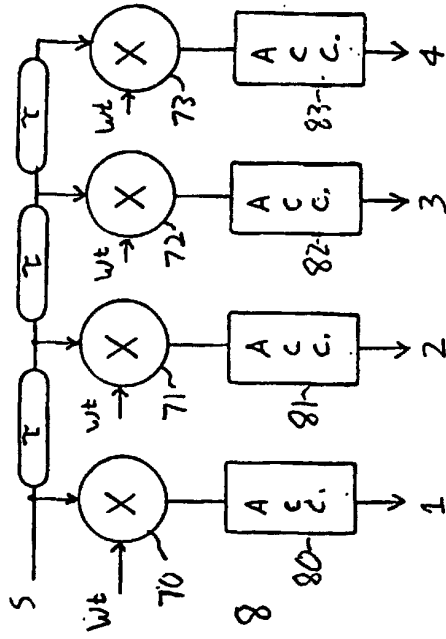 τ τ τ
S
Wt Wt Wt Wt
X X X X
70 71 72 73
8
A C C. A C C. A C C. A C C.
80 81 82 83
1 2 3 4